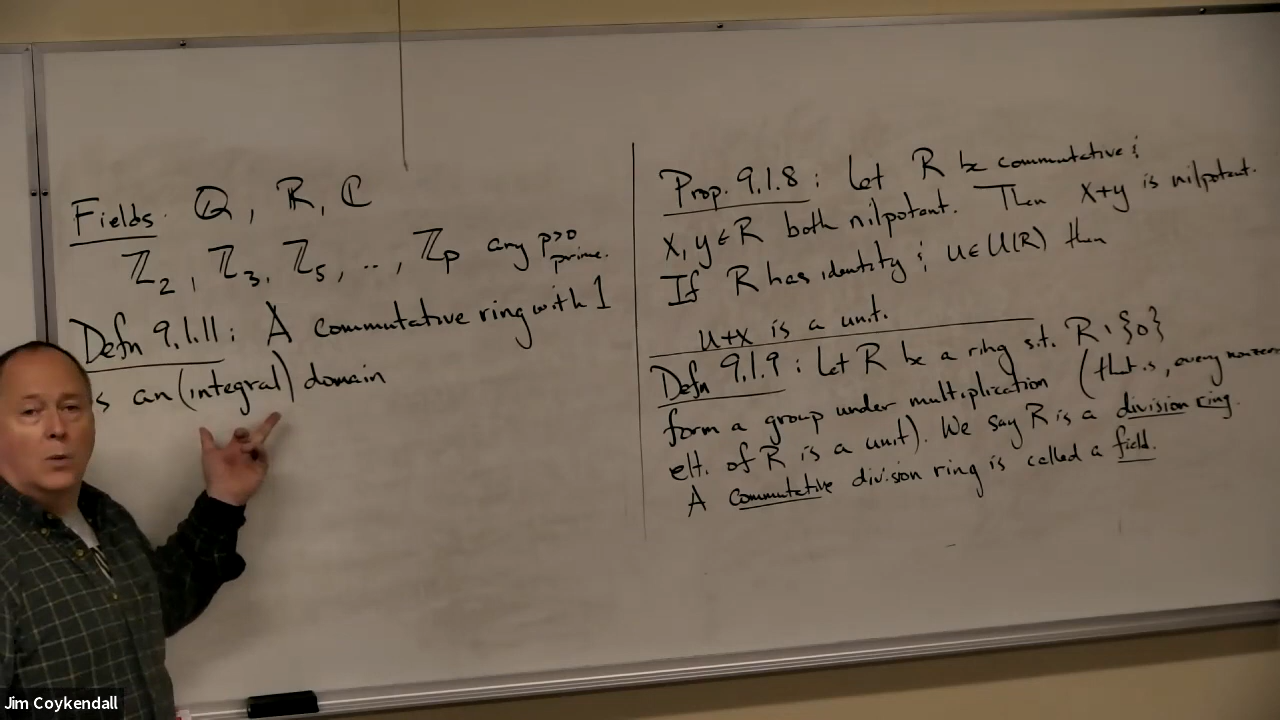 Fields: ℚ, ℝ, ℂ
ℤ₂, ℤ₃, ℤ₅, .., ℤₚ any p>0
prime.
Defn 9.1.11: A commutative ring with 1
s an (integral) domain
Prop. 9.1.8: Let R be commutative &
x, y ∈ R both nilpotent. Then x+y is nilpotent.
If R has identity & u ∈ U(R) then
u+x is a unit.
Defn 9.1.9: Let R be a ring s.t. R \ {0}
form a group under multiplication (that is, every nonzero
elt. of R is a unit). We say R is a division ring.
A commutative division ring is called a field.
Jim Coykendall